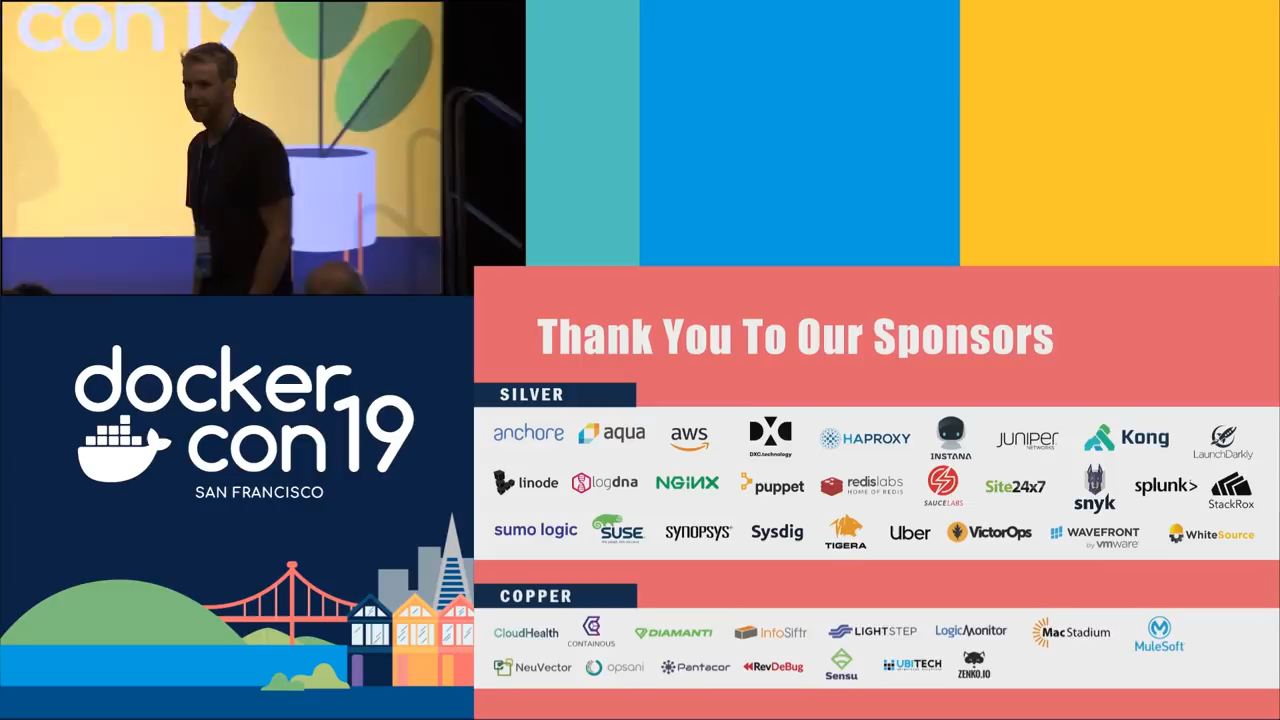 con 19
docker
con 19
SAN FRANCISCO
Thank You To Our Sponsors
SILVER
anchore aqua aws DXC.technology HAPROXY INSTANA JUNIPER NETWORKS Kong LaunchDarkly
linode logdna NGINX puppet redislabs HOME OF REDIS SAUCE LABS Site24x7 snyk splunk> StackRox
sumo logic SUSE SYNOPSYS Sysdig TIGERA Uber VictorOps WAVEFRONT by vmware WhiteSource
COPPER
CloudHealth CONTAINOUS DIAMANTI InfoSiftr LIGHTSTEP LogicMonitor MacStadium MuleSoft
NeuVector opsani Pantacor RevDeBug Sensu UBITECH ZENKO.IO